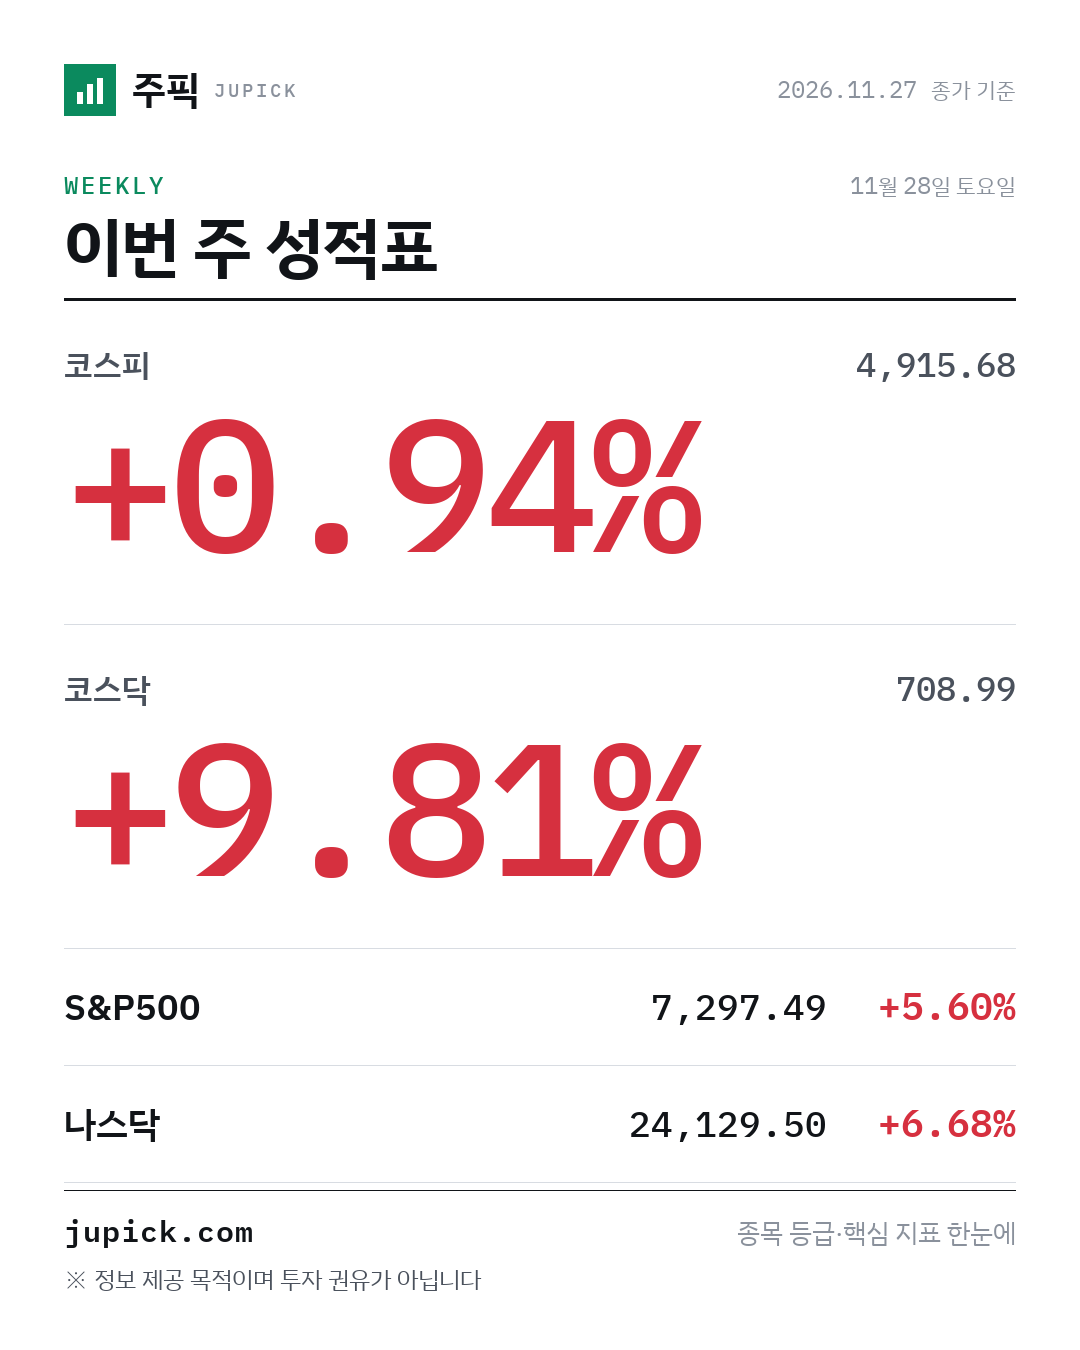 주픽 JUPICK 2026.11.27 종가 기준
WEEKLY 11월 28일 토요일
이번 주 성적표
코스피 4,915.68
+0.94%
코스닥 708.99
+9.81%
S&P500 7,297.49 +5.60%
나스닥 24,129.50 +6.68%
jupick.com 종목 등급·핵심 지표 한눈에
※ 정보 제공 목적이며 투자 권유가 아닙니다